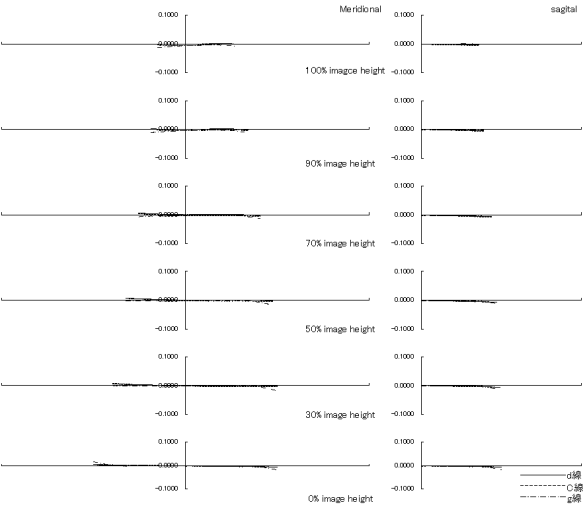 Meridional sagital
0.1000 0.1000
0.0000 0.0000
-0.1000 100% imagce height -0.1000
0.1000 0.1000
0.0000 0.0000
-0.1000 90% image height -0.1000
0.1000 0.1000
0.0000 0.0000
-0.1000 70% image height -0.1000
0.1000 0.1000
0.0000 0.0000
-0.1000 50% image height -0.1000
0.1000 0.1000
0.0000 0.0000
-0.1000 30% image height -0.1000
0.1000 0.1000
0.0000 0.0000
-0.1000 0% image height -0.1000
d線
C線
g線